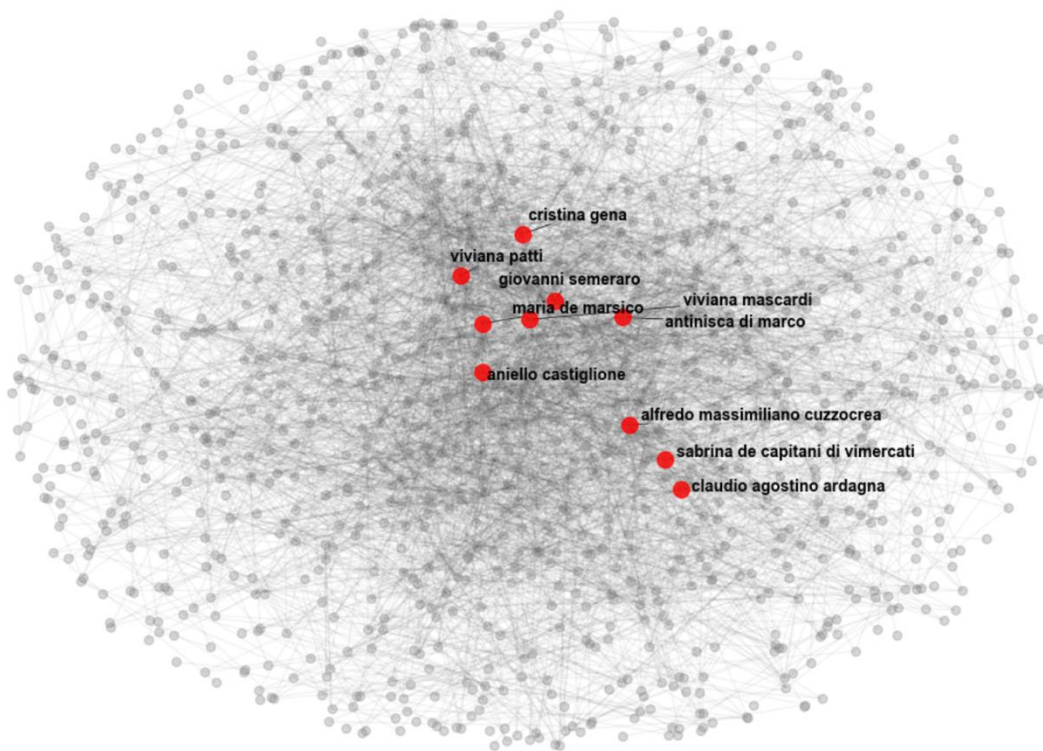 cristina gena
viviana patti
giovanni semeraro
viviana mascardi
maria de marsico
antinisca di marco
aniello castiglione
alfredo massimiliano cuzzocrea
sabrina de capitani di vimercati
claudio agostino ardagna